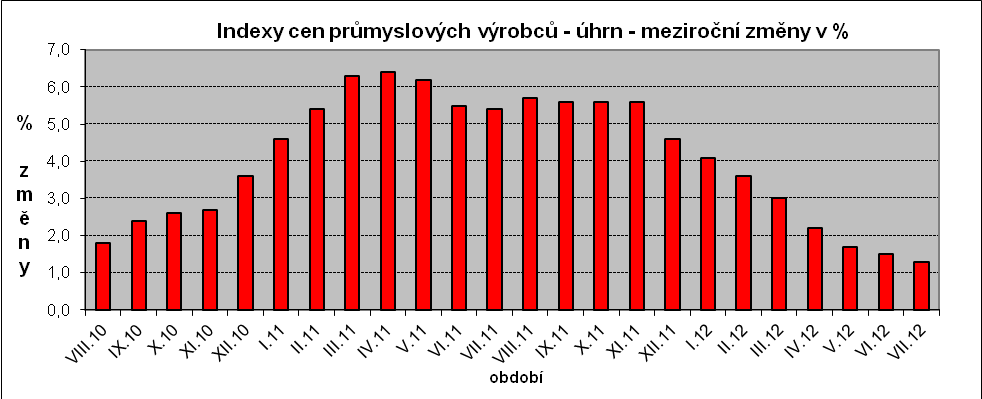 Indexy cen průmyslových výrobců - úhrn - meziroční změny v %
% změny
7,0
6,0
5,0
4,0
3,0
2,0
1,0
0,0
VIII.10
IX.10
X.10
XI.10
XII.10
I.11
II.11
III.11
IV.11
V.11
VI.11
VII.11
VIII.11
IX.11
X.11
XI.11
XII.11
I.12
II.12
III.12
IV.12
V.12
VI.12
VII.12
období